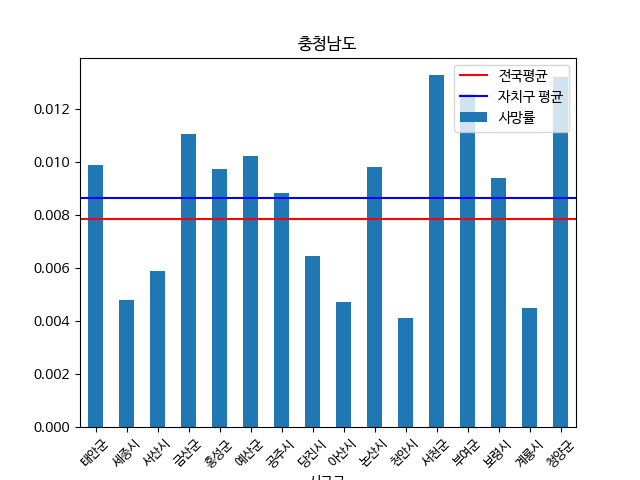 충청남도
전국평균
자치구 평균
사망률
0.012
0.010
0.008
0.006
0.004
0.002
0.000
태안군
세종시
서산시
금산군
홍성군
예산군
공주시
당진시
아산시
논산시
천안시
서천군
부여군
보령시
계룡시
청양군